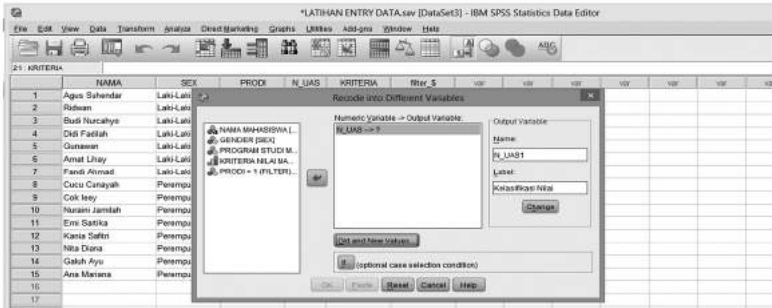 *LATIHAN ENTRY DATA.sav [DataSet3] - IBM SPSS Statistics Data Editor
File Edit View Data Transform Analyze Direct Marketing Graphs Utilities Add-ons Window Help
21 : KRITERIA
NAMA SEX PRODI N_UAS KRITERIA filter_$ var var var var var var
1 Agus Suhendar Laki-Laki
2 Ridwan Laki-Laki
3 Budi Nurcahyo Laki-Laki
4 Didi Fadilah Laki-Laki
5 Gunawan Laki-Laki
6 Amat Lihay Laki-Laki
7 Fandi Ahmad Laki-Laki
8 Cucu Canayah Perempu
9 Cok leey Perempu
10 Nuraini Jamilah Perempu
11 Emi Sartika Perempu
12 Kania Safitri Perempu
13 Nita Diana Perempu
14 Galuh Ayu Perempu
15 Ana Mariana Perempu
16
17
Recode into Different Variables
NAMA MAHASISWA [...
GENDER [SEX]
PROGRAM STUDI M...
KRITERIA NILAI MA...
PRODI = 1 (FILTER)...
Numeric Variable -> Output Variable:
N_UAS --> ?
Output Variable
Name:
N_UAS1
Label:
Kelasifikasi Nilai
Change
Old and New Values...
If... (optional case selection condition)
OK Paste Reset Cancel Help